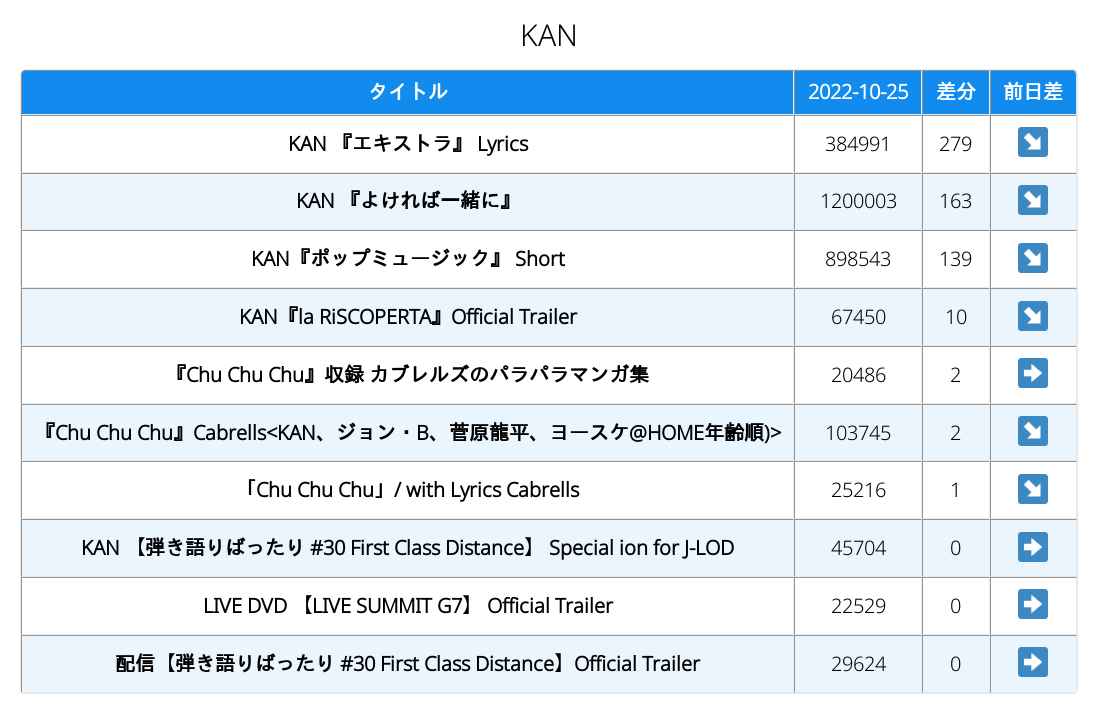 KAN
タイトル 2022-10-25 差分 前日差
KAN 『エキストラ』 Lyrics 384991 279 ↘
KAN 『よければ一緒に』 1200003 163 ↘
KAN『ポップミュージック』 Short 898543 139 ↘
KAN『la RiSCOPERTA』Official Trailer 67450 10 ↘
『Chu Chu Chu』収録 カブレルズのパラパラマンガ集 20486 2 ➡
『Chu Chu Chu』Cabrells<KAN、ジョン・B、菅原龍平、ヨースケ@HOME年齢順)> 103745 2 ↘
「Chu Chu Chu」/ with Lyrics Cabrells 25216 1 ↘
KAN 【弾き語りばったり #30 First Class Distance】 Special ion for J-LOD 45704 0 ➡
LIVE DVD 【LIVE SUMMIT G7】 Official Trailer 22529 0 ➡
配信【弾き語りばったり #30 First Class Distance】Official Trailer 29624 0 ➡